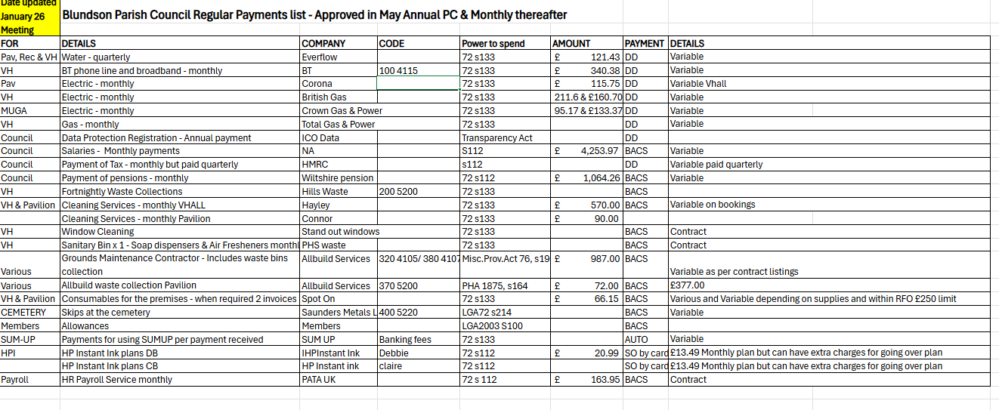 Date updated
January 26
Meeting
Blundson Parish Council Regular Payments list - Approved in May Annual PC & Monthly thereafter
FOR DETAILS COMPANY CODE Power to spend AMOUNT PAYMENT DETAILS
Pav, Rec & VH Water - quarterly Everflow 72 s133 £ 121.43 DD Variable
VH BT phone line and broadband - monthly BT 100 4115 72 s133 £ 340.38 DD Variable
Pav Electric - monthly Corona 72 s133 £ 115.75 DD Variable Vhall
VH Electric - monthly British Gas 72 s133 211.6 & £160.70 DD Variable
MUGA Electric - monthly Crown Gas & Power 72 s133 95.17 & £133.37 DD Variable
VH Gas - monthly Total Gas & Power 72 s133 DD Variable
Council Data Protection Registration - Annual payment ICO Data Transparency Act DD
Council Salaries - Monthly payments NA S112 £ 4,253.97 BACS Variable
Council Payment of Tax - monthly but paid quarterly HMRC s112 DD Variable paid quarterly
Council Payment of pensions - monthly Wiltshire pension 72 s112 £ 1,064.26 BACS Variable
VH Fortnightly Waste Collections Hills Waste 200 5200 72 s133 BACS
VH & Pavilion Cleaning Services - monthly VHALL Hayley 72 s133 £ 570.00 BACS Variable on bookings
Cleaning Services - monthly Pavilion Connor 72 s133 £ 90.00
VH Window Cleaning Stand out windows 72 s133 BACS Contract
VH Sanitary Bin x 1 - Soap dispensers & Air Fresheners monthl PHS waste 72 s133 BACS Contract
Grounds Maintenance Contractor - Includes waste bins Allbuild Services 320 4105/ 380 4107 Misc.Prov.Act 76, s19 £ 987.00 BACS
Various collection Variable as per contract listings
Various Allbuild waste collection Pavilion Allbuild Services 370 5200 PHA 1875, s164 £ 72.00 BACS £377.00
VH & Pavilion Consumables for the premises - when required 2 invoices Spot On 72 s133 £ 66.15 BACS Various and Variable depending on supplies and within RFO £250 limit
CEMETERY Skips at the cemetery Saunders Metals L 400 5220 LGA72 s214 BACS Variable
Members Allowances Members LGA2003 S100 BACS
SUM-UP Payments for using SUMUP per payment received SUM UP Banking fees 72 s133 AUTO Variable
HPI HP Instant Ink plans DB IHPInstant Ink Debbie 72 s112 £ 20.99 SO by card £13.49 Monthly plan but can have extra charges for going over plan
HP Instant Ink plans CB HP Instant ink claire 72 s112 SO by card £13.49 Monthly plan but can have extra charges for going over plan
Payroll HR Payroll Service monthly PATA UK 72 s 112 £ 163.95 BACS Contract